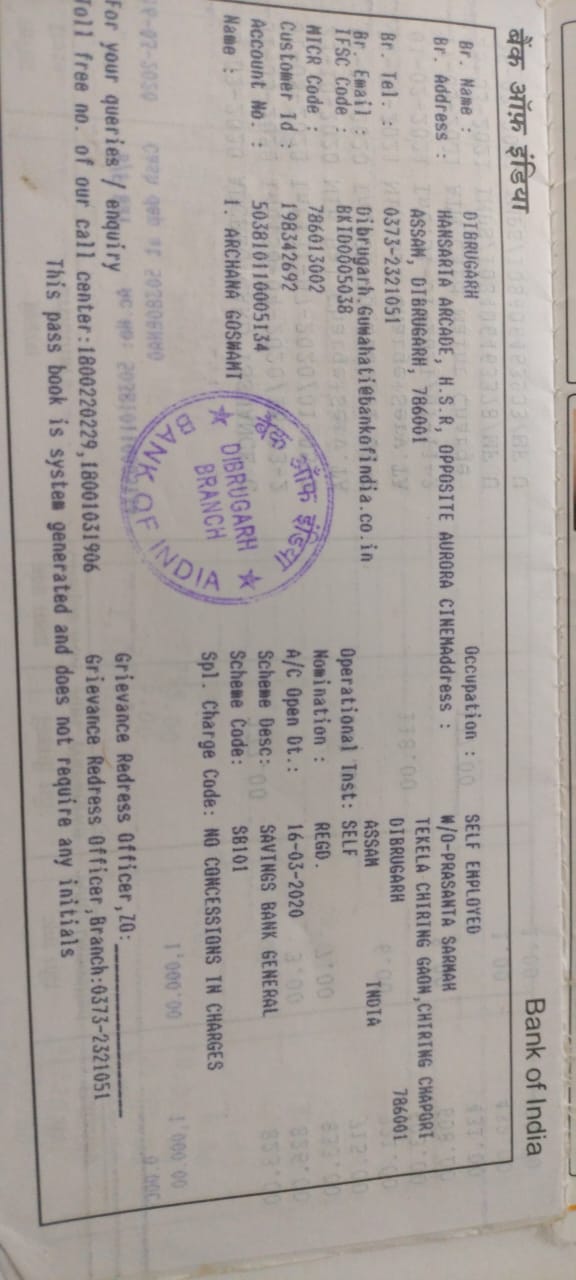 बैंक ऑफ़ इंडिया Bank of India
Br. Name : DIBRUGARH Occupation : SELF EMPLOYED
Br. Address : HANSARIA ARCADE, H.S.R, OPPOSITE AURORA CINEMAddress : W/O-PRASANTA SARMAH
ASSAM, DIBRUGARH, 786001 TEKELA CHIRING GAON,CHIRING CHAPORI
Br. Tel. : 0373-2321051 DIBRUGARH 786001
Br. Email : Dibrugarh.Guwahati@bankofindia.co.in ASSAM INDIA
IFSC Code : BKID0005038 Operational Inst: SELF
MICR Code : 786013002 Nomination : REGD.
Customer Id : 198342692 A/C Open Dt.: 16-03-2020
Account No. : 503810110005134 Scheme Desc: SAVINGS BANK GENERAL
Name : 1. ARCHANA GOSWAMI Scheme Code: SB101
Spl. Charge Code: NO CONCESSIONS IN CHARGES
बैंक ऑफ इंडिया
DIBRUGARH
BRANCH
BANK OF INDIA
For your queries/ enquiry Grievance Redress Officer,ZO:
Toll free no. of our call center:1800220229,18001031906 Grievance Redress Officer,Branch:0373-2321051
This pass book is system generated and does not require any initials